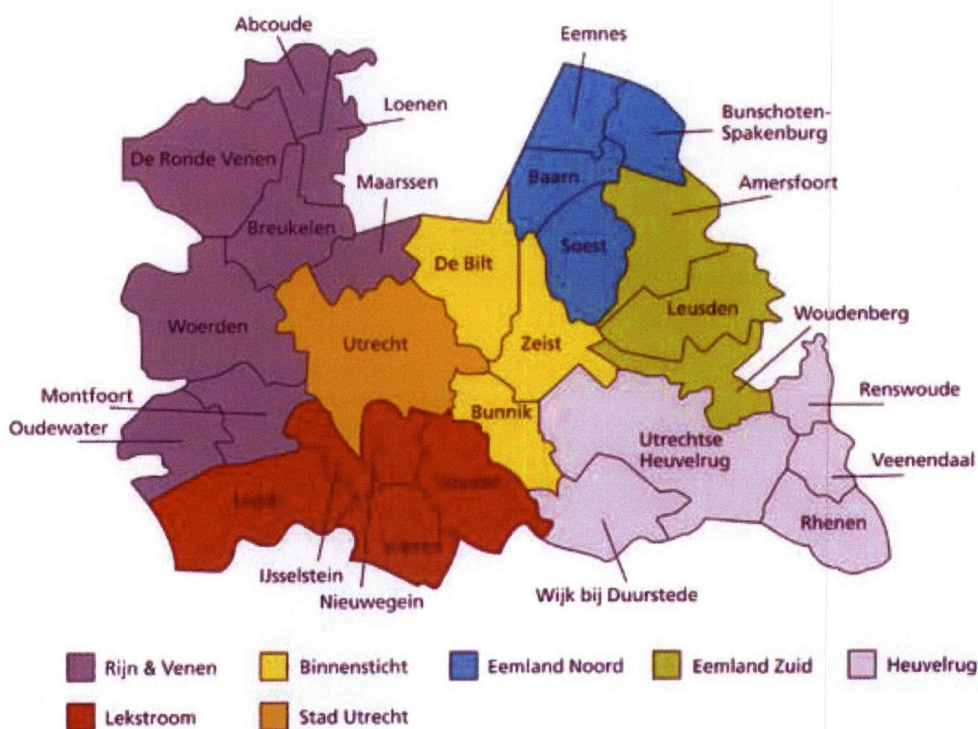 Abcoude
Eemnes
Loenen
Bunschoten-
Spakenburg
De Ronde Venen
Maarssen
Baarn
Amersfoort
Breukelen
Soest
De Bilt
Leusden
Woerden
Utrecht
Zeist
Woudenberg
Montfoort
Renswoude
Oudewater
Bunnik
Utrechtse
Heuvelrug
Veenendaal
Rhenen
IJsselstein
Nieuwegein
Wijk bij Duurstede
Rijn & Venen
Binnensticht
Eemland Noord
Eemland Zuid
Heuvelrug
Lekstroom
Stad Utrecht